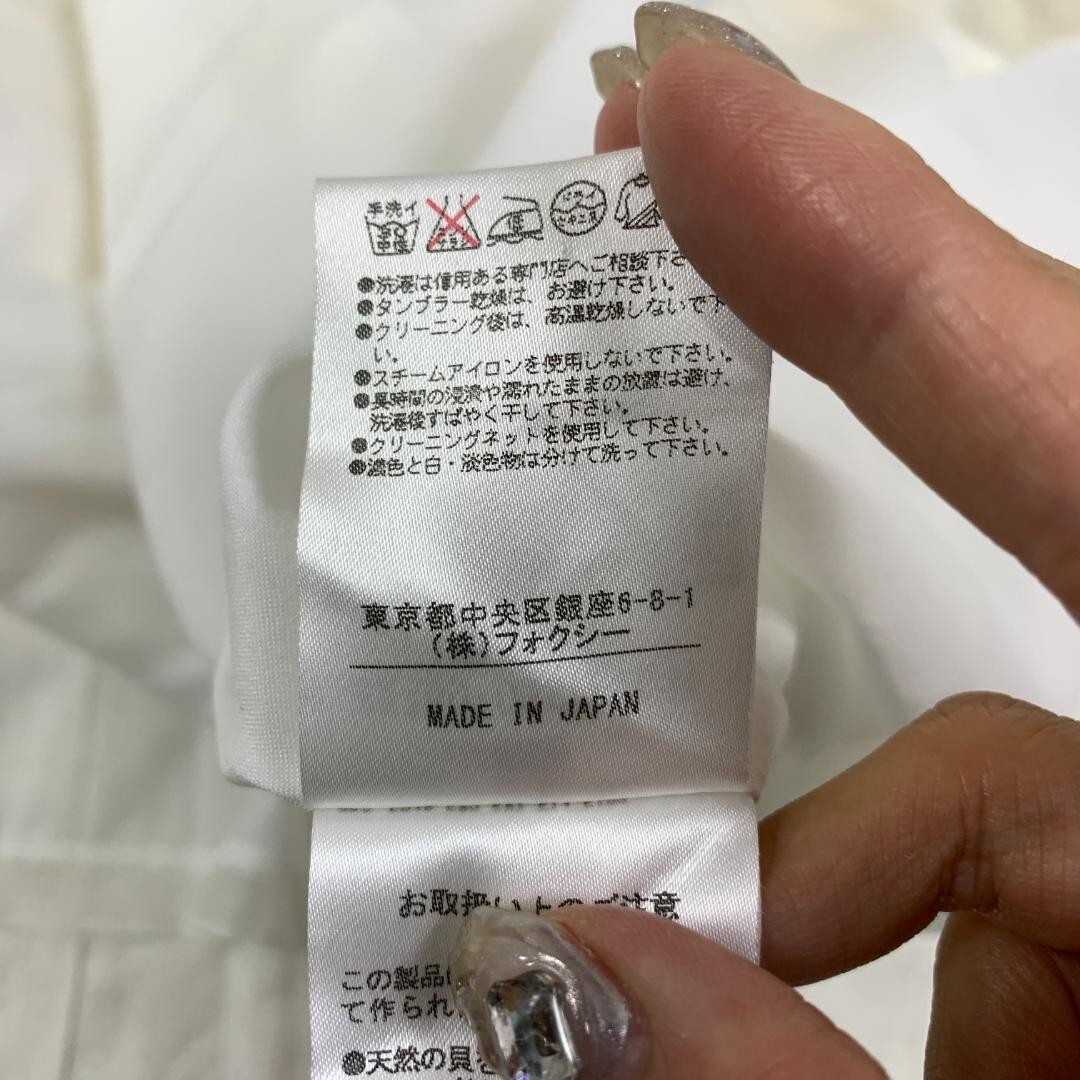 手洗イ
●洗濯は信用ある専門店へご相談下さ
●タンブラー乾燥は、お避け下さい。
●クリーニング後は、高温乾燥しないで下
い。
●スチームアイロンを使用しないで下さい。
●長時間の浸漬や濡れたままの放置は避け、
洗濯後すばやく干して下さい。
●クリーニングネットを使用して下さい。
●濃色と白・淡色物は分けて洗って下さい。
東京都中央区銀座6-8-1
(株)フォクシー
MADE IN JAPAN
お取扱い上のご注意
この製品
て作られ
●天然の貝を